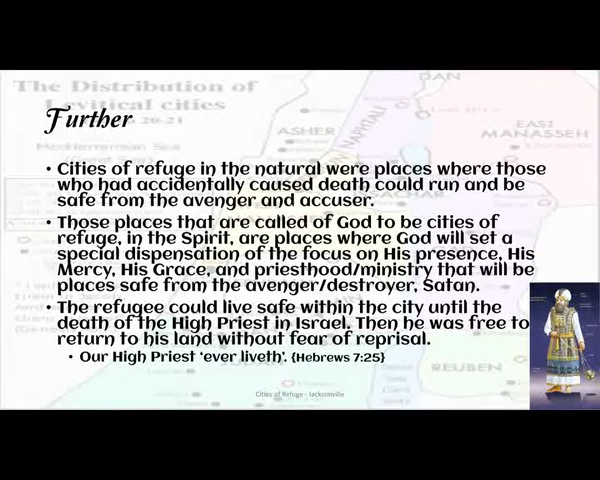 The Distribution of
Levitical cities
20-21
Further
DAN
ASHER
NAPHTALI
EAST
MANASSEH
• Cities of refuge in the natural were places where those
who had accidentally caused death could run and be
safe from the avenger and accuser.
• Those places that are called of God to be cities of
refuge, in the Spirit, are places where God will set a
special dispensation of the focus on His presence, His
Mercy, His Grace, and priesthood/ministry that will be
places safe from the avenger/destroyer, Satan.
• The refugee could live safe within the city until the
death of the High Priest in Israel. Then he was free to
return to his land without fear of reprisal.
• Our High Priest ‘ever liveth’. {Hebrews 7:25}
REUBEN
Cities of Refuge - Jacksonville